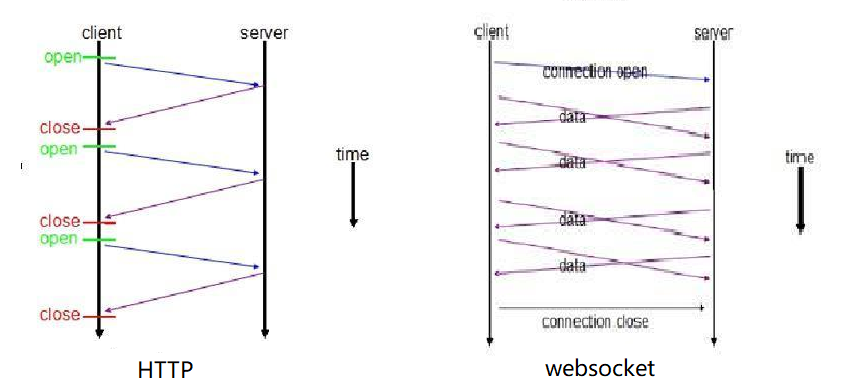 client
server
open
close
open
close
open
close
time
HTTP
client
server
connection open
data
data
data
data
connection close
time
websocket